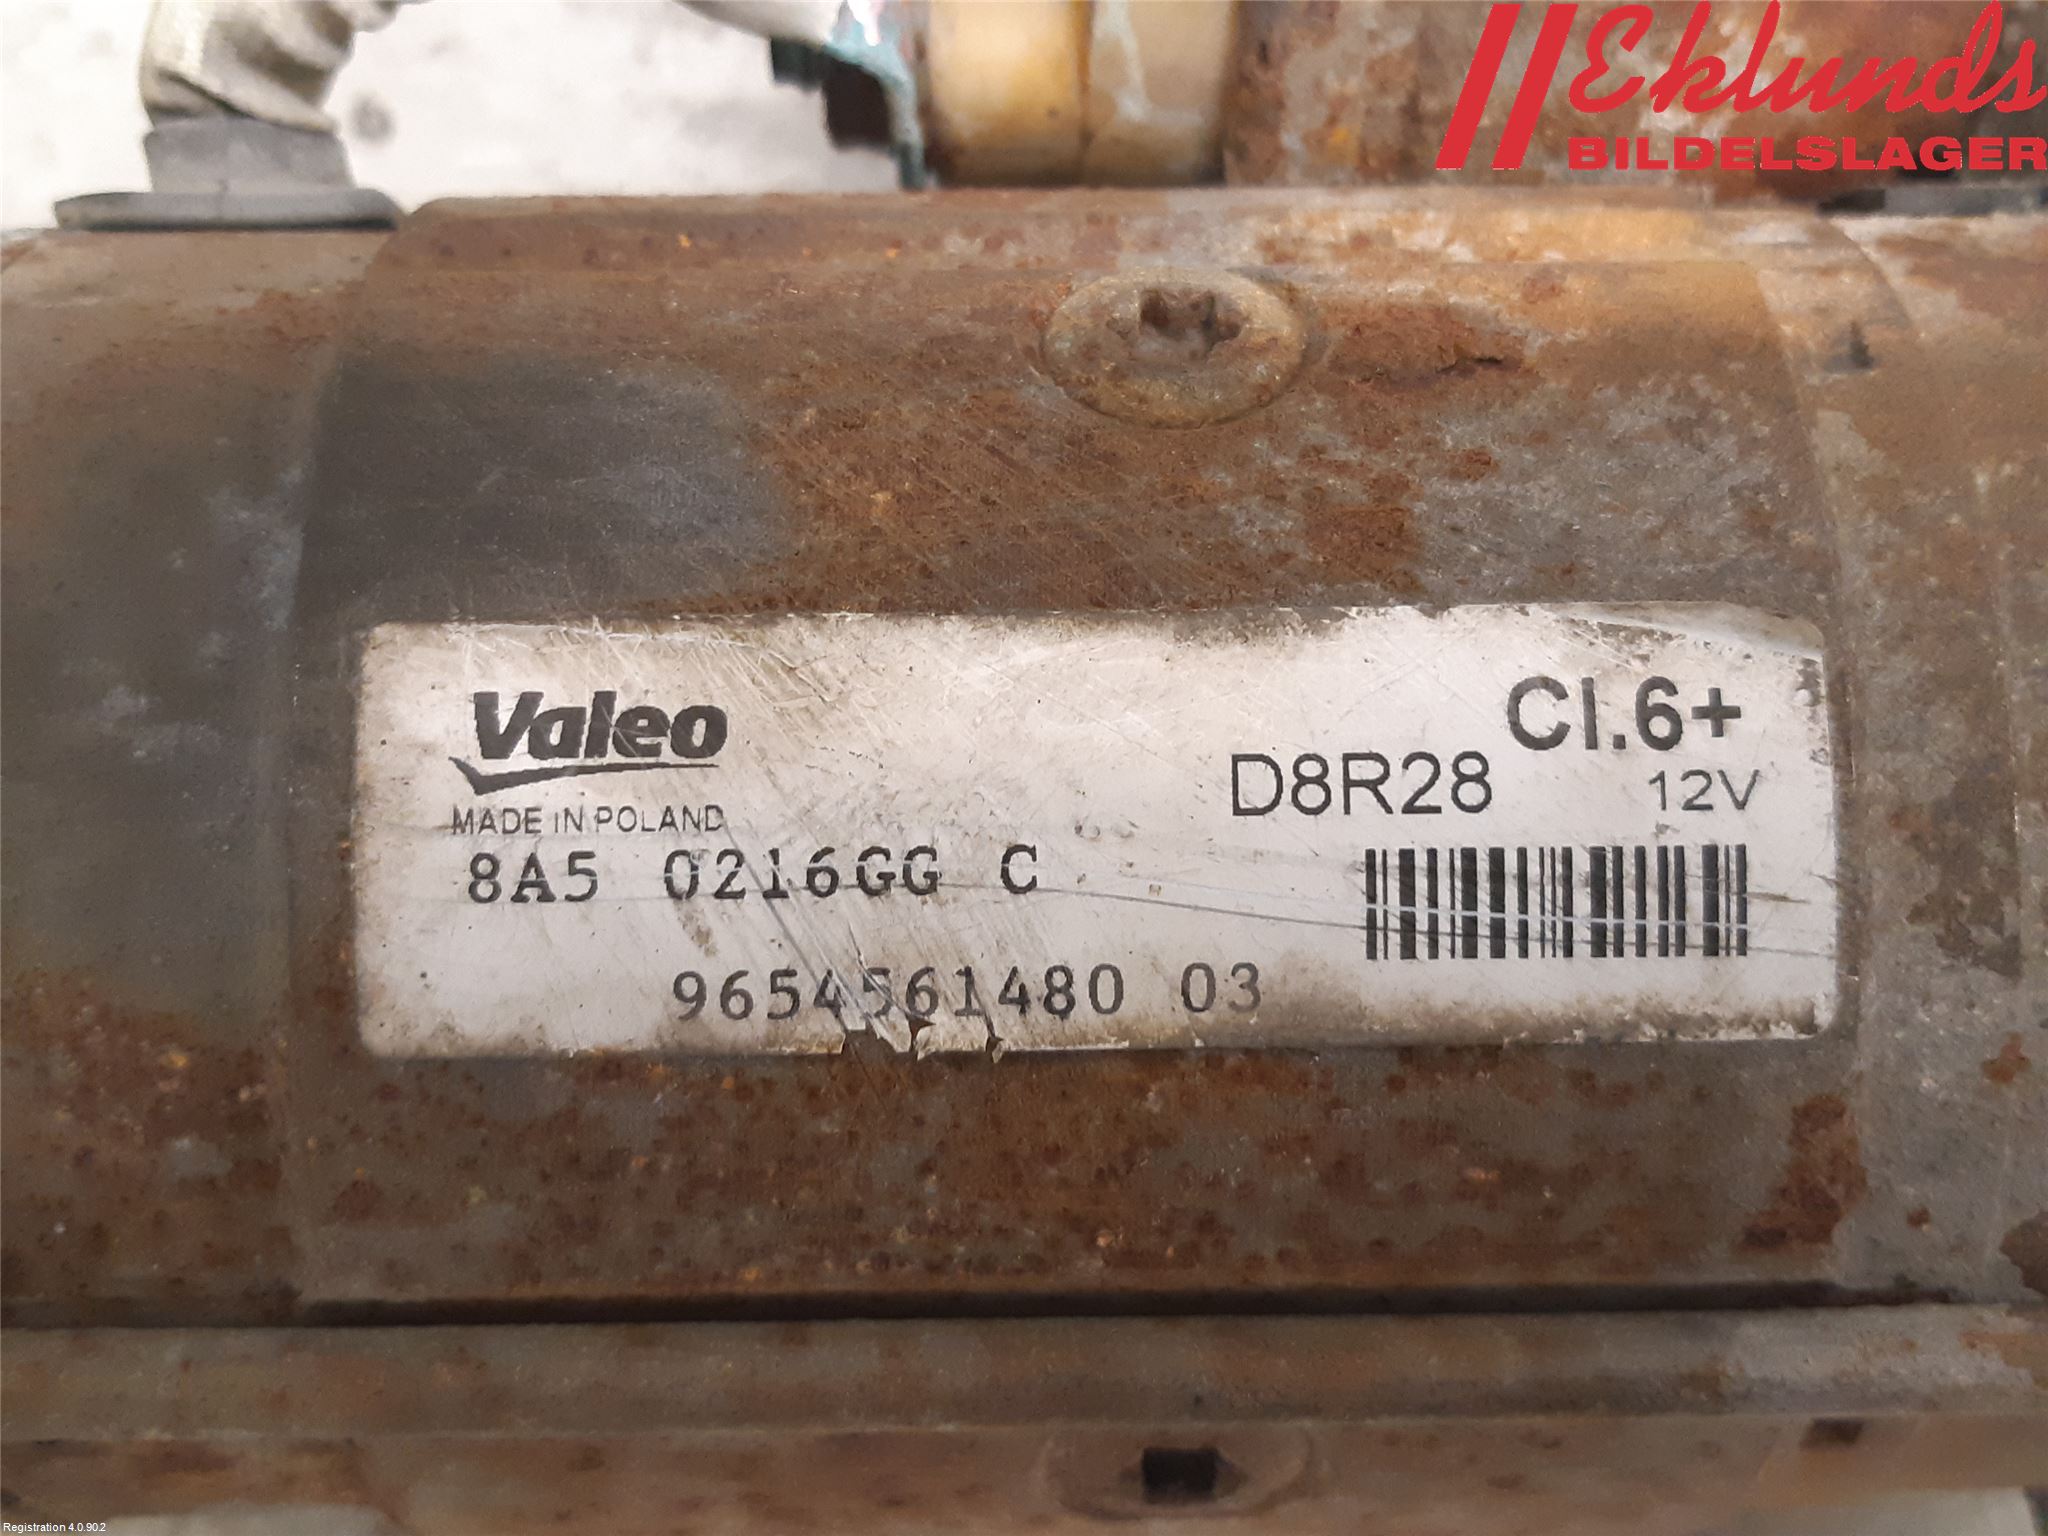 Eklunds
BILDELSLAGER
Valeo
MADE IN POLAND
Cl.6+
D8R28
12V
8A5 0216GG C
9654561480 03
Registration 4.0.902